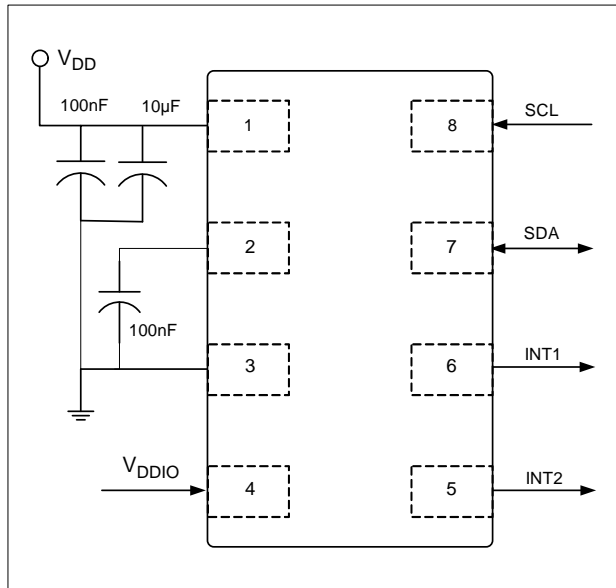 V_DD
100nF 10µF
1 8 SCL
2 7 SDA
100nF
3 6 INT1
V_DDIO 4 5 INT2